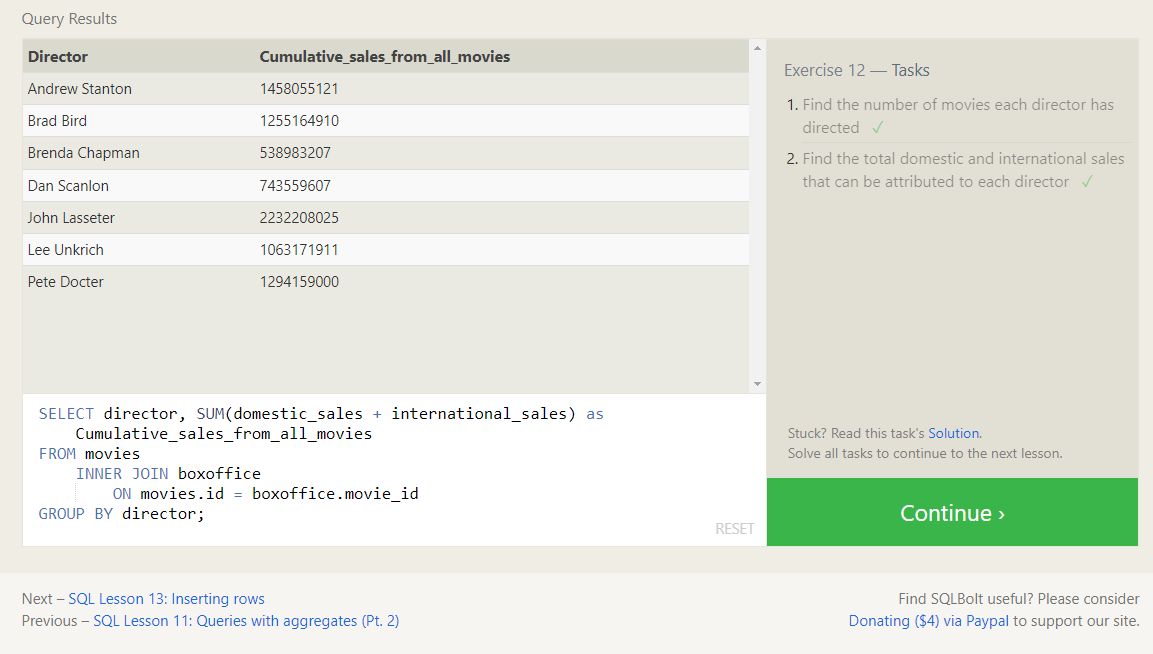 Query Results
Director Cumulative_sales_from_all_movies
Andrew Stanton 1458055121
Brad Bird 1255164910
Brenda Chapman 538983207
Dan Scanlon 743559607
John Lasseter 2232208025
Lee Unkrich 1063171911
Pete Docter 1294159000
SELECT director, SUM(domestic_sales + international_sales) as
Cumulative_sales_from_all_movies
FROM movies
INNER JOIN boxoffice
ON movies.id = boxoffice.movie_id
GROUP BY director;
RESET
Exercise 12 — Tasks
1. Find the number of movies each director has
directed ✓
2. Find the total domestic and international sales
that can be attributed to each director ✓
Stuck? Read this task's Solution.
Solve all tasks to continue to the next lesson.
Continue ›
Next – SQL Lesson 13: Inserting rows
Previous – SQL Lesson 11: Queries with aggregates (Pt. 2)
Find SQLBolt useful? Please consider
Donating ($4) via Paypal to support our site.